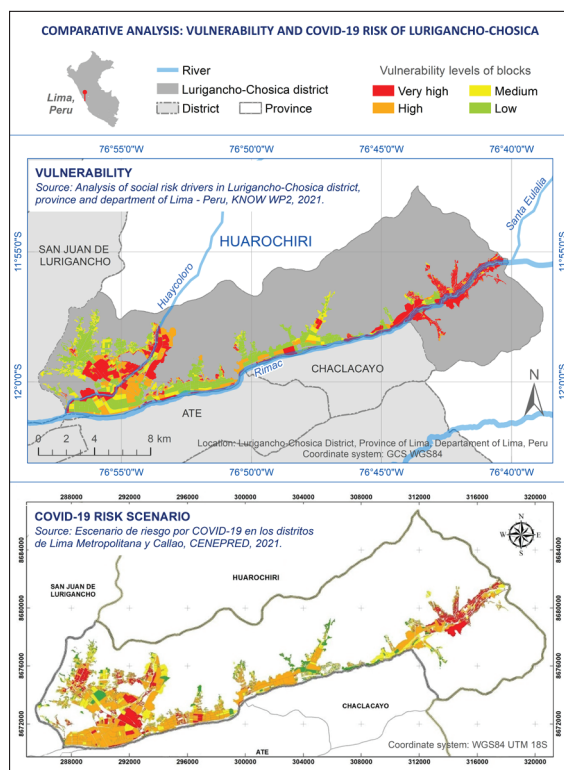 COMPARATIVE ANALYSIS: VULNERABILITY AND COVID-19 RISK OF LURIGANCHO-CHOSICA
Lima,
Peru
River
Lurigancho-Chosica district
District
Province
Vulnerability levels of blocks
Very high
Medium
High
Low
76°55'0"W
76°50'0"W
76°45'0"W
76°40'0"W
VULNERABILITY
Source: Analysis of social risk drivers in Lurigancho-Chosica district,
province and department of Lima - Peru, KNOW WP2, 2021.
SAN JUAN DE
LURIGANCHO
HUAROCHIRI
Huaycoloro
Santa Eulalia
11°55'0"S
11°55'0"S
12°0'0"S
12°0'0"S
Rimac
CHACLACAYO
ATE
N
0 2 4 8 km
Location: Lurigancho-Chosica District, Province of Lima, Departament of Lima, Peru
Coordinate system: GCS WGS84
76°55'0"W
76°50'0"W
76°45'0"W
76°40'0"W
288000 292000 296000 300000 304000 308000 312000 316000 320000
COVID-19 RISK SCENARIO
Source: Escenario de riesgo por COVID-19 en los distritos
de Lima Metropolitana y Callao, CENEPRED, 2021.
N
W
E
S
SAN JUAN DE
LURIGANCHO
HUAROCHIRI
8684000
8684000
8680000
8680000
8676000
8676000
8672000
8672000
CHACLACAYO
ATE
Coordinate system: WGS84 UTM 18S
288000 292000 296000 300000 304000 308000 312000 316000 320000